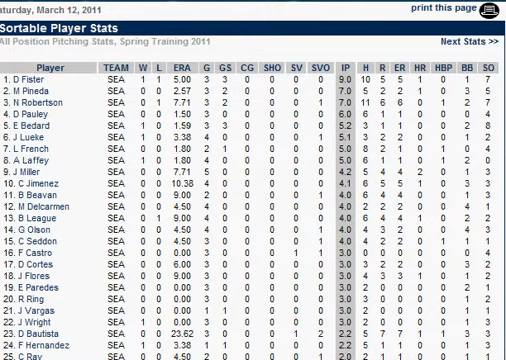 aturday, March 12, 2011
print this page
Sortable Player Stats
All Position Pitching Stats, Spring Training 2011
Next Stats >>
Player TEAM W L ERA G GS CG SHO SV SVO IP H R ER HR HBP BB SO
1. D Fister SEA 1 1 5.00 3 3 0 0 0 0 9.0 10 5 5 1 0 1 7
2. M Pineda SEA 1 0 2.57 3 2 0 0 0 0 7.0 5 2 2 1 0 3 5
3. N Robertson SEA 0 1 7.71 3 2 0 0 0 1 7.0 11 6 6 0 1 2 7
4. D Pauley SEA 0 0 1.50 3 0 0 0 0 0 6.0 6 1 1 0 0 0 4
5. E Bedard SEA 0 1 1.59 3 3 0 0 0 0 5.2 3 1 1 0 0 2 8
6. J Lueke SEA 1 0 3.38 4 0 0 0 0 1 5.1 3 2 2 0 0 1 2
7. L French SEA 0 1 1.80 2 1 0 0 0 0 5.0 8 2 1 0 1 0 4
8. A Laffey SEA 1 0 1.80 4 0 0 0 0 0 5.0 6 1 1 0 1 2 0
9. J Miller SEA 0 0 7.71 5 0 0 0 0 0 4.2 5 4 4 2 0 1 3
10. C Jimenez SEA 0 0 10.38 4 0 0 0 0 0 4.1 6 5 5 1 0 3 3
11. B Beavan SEA 0 0 9.00 2 0 0 0 0 1 4.0 6 4 4 0 0 1 3
12. M Delcarmen SEA 0 0 4.50 4 0 0 0 0 0 4.0 4 2 2 0 0 4 1
13. B League SEA 0 1 9.00 4 0 0 0 0 0 4.0 6 4 4 1 0 2 2
14. G Olson SEA 0 0 4.50 4 0 0 0 0 1 4.0 4 3 2 0 0 4 3
15. C Seddon SEA 0 0 4.50 3 0 0 0 0 1 4.0 4 2 2 0 1 1 1
16. F Castro SEA 0 0 0.00 3 0 0 0 1 1 3.0 0 0 0 0 0 0 4
17. D Cortes SEA 0 0 6.00 3 0 0 0 0 0 3.0 3 2 2 0 0 3 2
18. J Flores SEA 0 0 9.00 3 0 0 0 0 0 3.0 4 3 3 1 0 1 3
19. E Paredes SEA 0 0 0.00 3 0 0 0 0 0 3.0 2 0 0 0 0 0 3
20. R Ring SEA 0 0 0.00 3 0 0 0 0 0 3.0 2 0 0 0 0 1 2
21. J Vargas SEA 0 0 0.00 1 1 0 0 0 0 3.0 1 0 0 0 0 0 4
22. J Wright SEA 1 0 0.00 3 0 0 0 0 0 3.0 2 0 0 0 0 0 1
23. D Bautista SEA 0 0 23.62 3 0 0 0 0 1 2.2 5 7 7 1 1 3 3
24. F Hernandez SEA 1 0 3.38 1 1 0 0 0 0 2.2 5 1 1 0 0 1 3
25. C Ray SEA 0 0 4.50 2 0 0 0 0 1 2.0 2 1 1 1 0 0 1